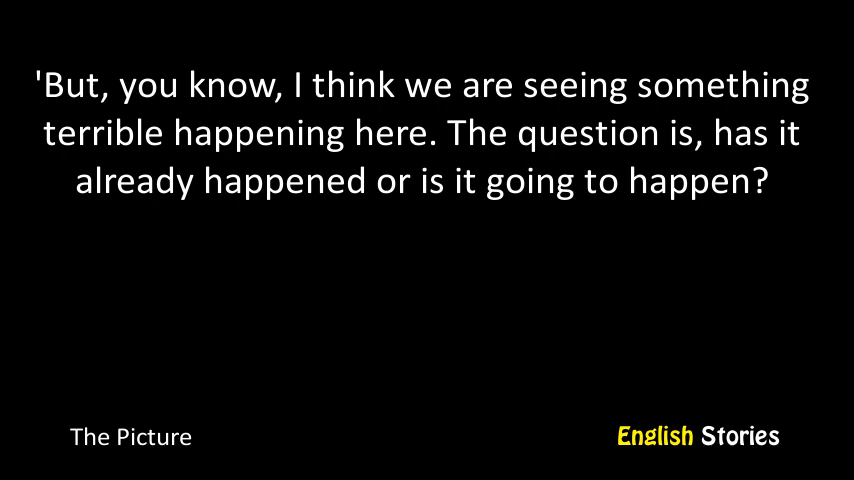 'But, you know, I think we are seeing something
terrible happening here. The question is, has it
already happened or is it going to happen?
The Picture
English Stories